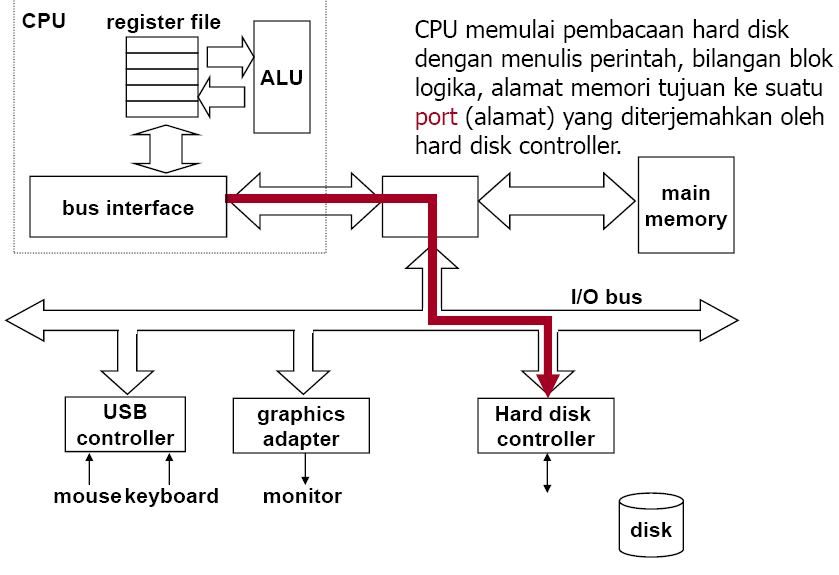 CPU
register file
ALU
CPU memulai pembacaan hard disk
dengan menulis perintah, bilangan blok
logika, alamat memori tujuan ke suatu
port (alamat) yang diterjemahkan oleh
hard disk controller.
bus interface
main
memory
I/O bus
USB
controller
graphics
adapter
Hard disk
controller
mouse keyboard
monitor
disk